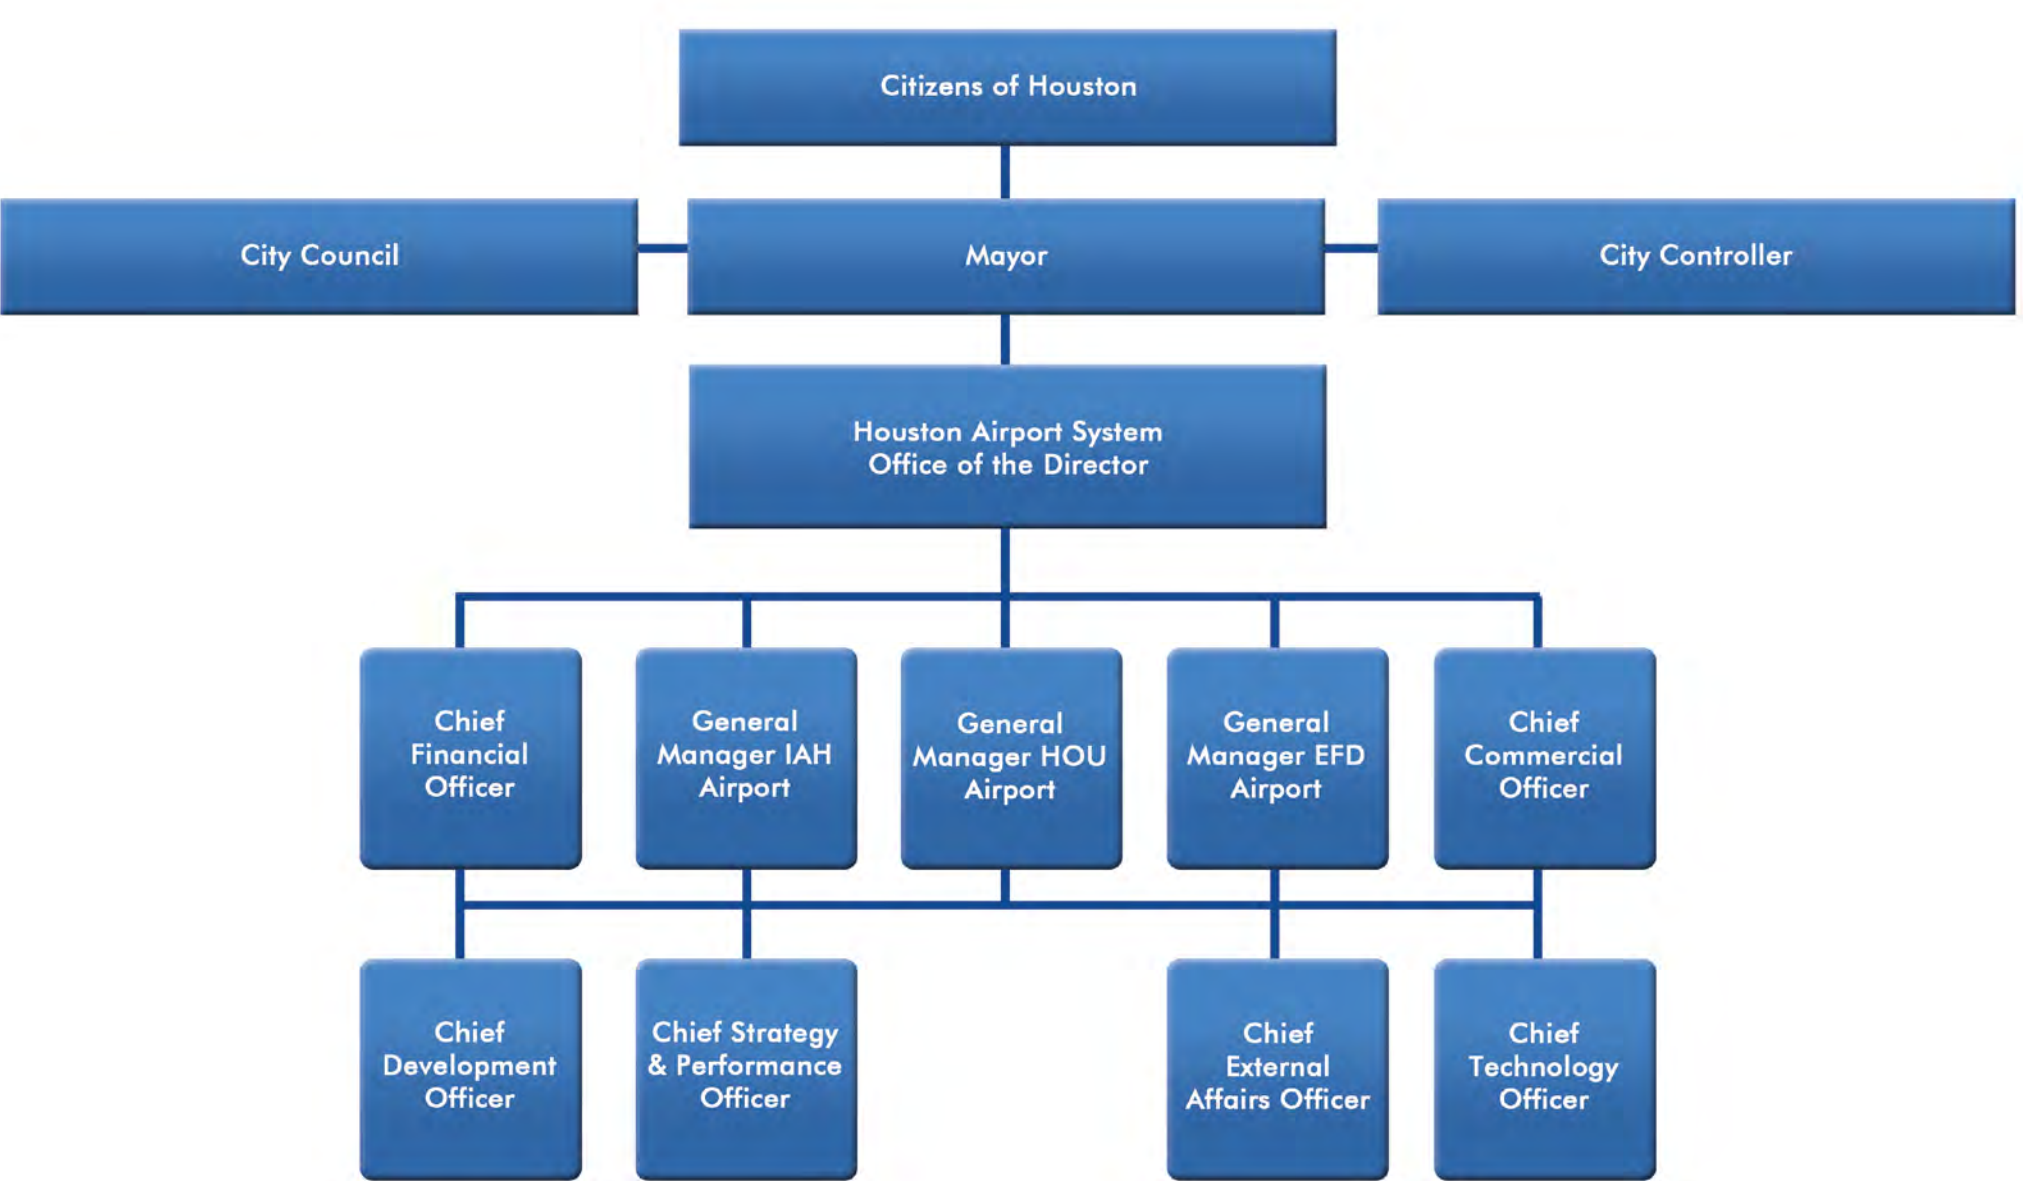 Citizens of Houston
City Council
Mayor
City Controller
Houston Airport System
Office of the Director
Chief
Financial
Officer
General
Manager IAH
Airport
General
Manager HOU
Airport
General
Manager EFD
Airport
Chief
Commercial
Officer
Chief
Development
Officer
Chief Strategy
& Performance
Officer
Chief
External
Affairs Officer
Chief
Technology
Officer